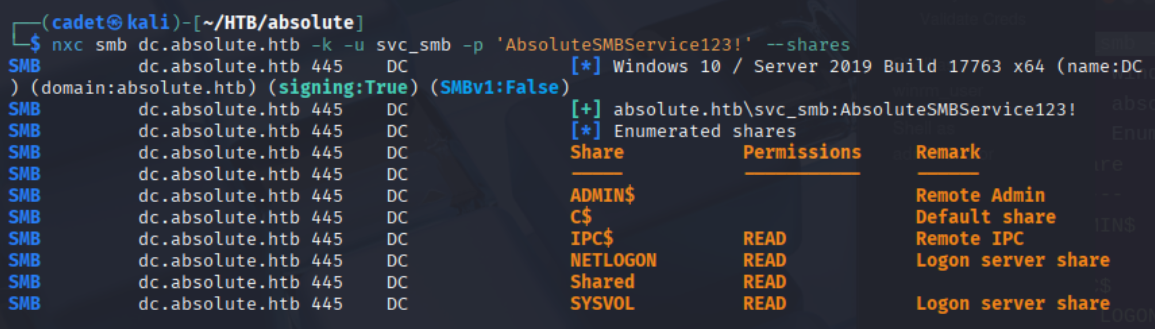 ┌──(cadet㉿kali)-[~/HTB/absolute]
└─$ nxc smb dc.absolute.htb -k -u svc_smb -p 'AbsoluteSMBService123!' --shares
SMB dc.absolute.htb 445 DC [*] Windows 10 / Server 2019 Build 17763 x64 (name:DC
) (domain:absolute.htb) (signing:True) (SMBv1:False)
SMB dc.absolute.htb 445 DC [+] absolute.htb\svc_smb:AbsoluteSMBService123!
SMB dc.absolute.htb 445 DC [*] Enumerated shares
SMB dc.absolute.htb 445 DC Share Permissions Remark
SMB dc.absolute.htb 445 DC ----- ----------- ------
SMB dc.absolute.htb 445 DC ADMIN$ Remote Admin
SMB dc.absolute.htb 445 DC C$ Default share
SMB dc.absolute.htb 445 DC IPC$ READ Remote IPC
SMB dc.absolute.htb 445 DC NETLOGON READ Logon server share
SMB dc.absolute.htb 445 DC Shared READ
SMB dc.absolute.htb 445 DC SYSVOL READ Logon server share